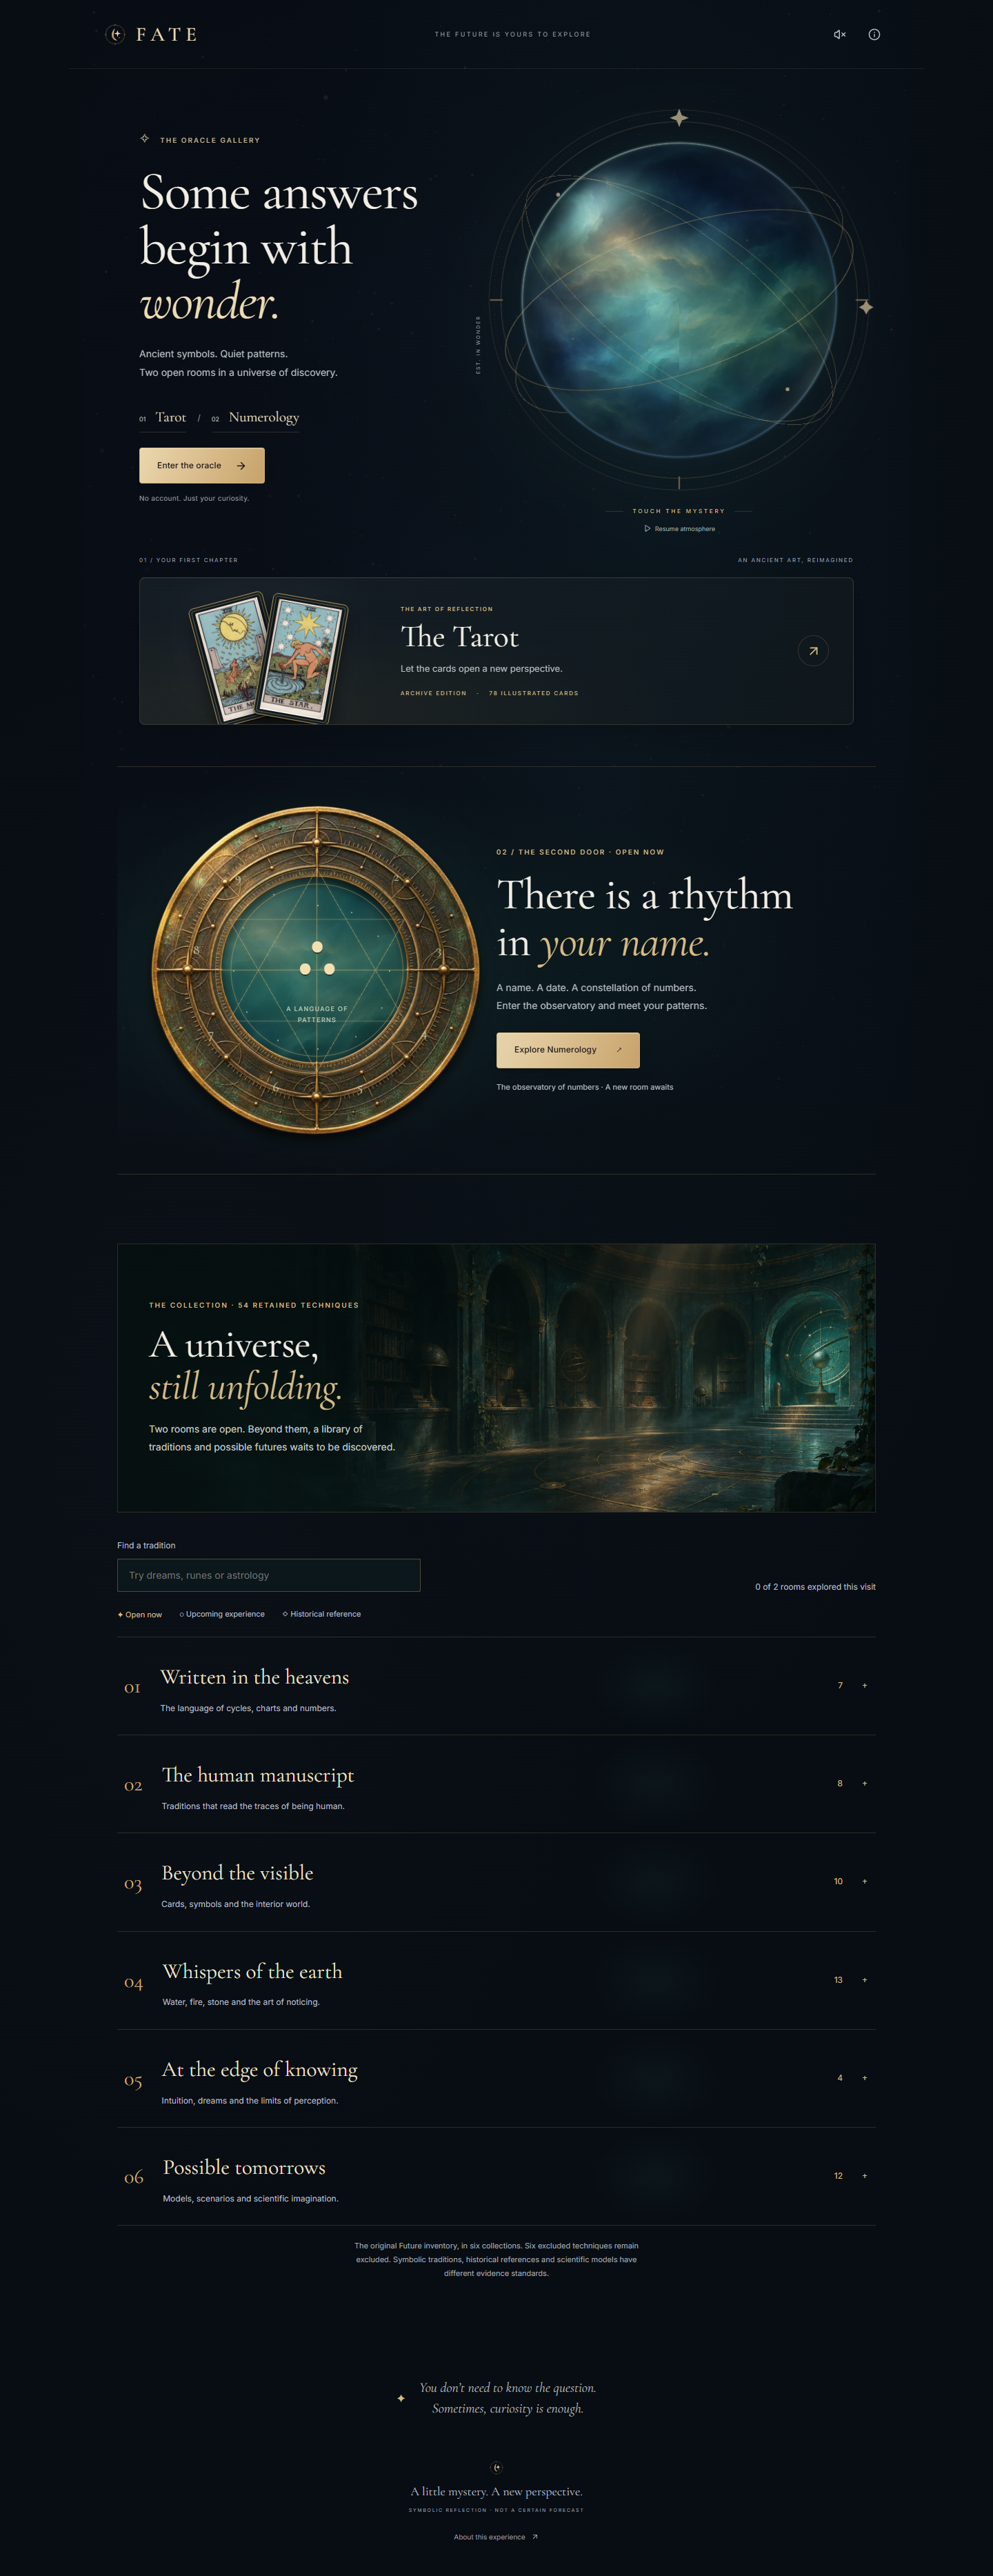 FATE
THE FUTURE IS YOURS TO EXPLORE
THE ORACLE GALLERY
Some answers
begin with
wonder.
Ancient symbols. Quiet patterns.
Two open rooms in a universe of discovery.
01 Tarot / 02 Numerology
Enter the oracle →
No account. Just your curiosity.
EST. IN WONDER
TOUCH THE MYSTERY
Resume atmosphere
01 / YOUR FIRST CHAPTER
AN ANCIENT ART, REIMAGINED
THE STAR.
THE ART OF REFLECTION
The Tarot
Let the cards open a new perspective.
ARCHIVE EDITION · 78 ILLUSTRATED CARDS
9
2
8
3
7
4
6
5
A LANGUAGE OF
PATTERNS
02 / THE SECOND DOOR · OPEN NOW
There is a rhythm
in your name.
A name. A date. A constellation of numbers.
Enter the observatory and meet your patterns.
Explore Numerology ↗
The observatory of numbers · A new room awaits
THE COLLECTION · 54 RETAINED TECHNIQUES
A universe,
still unfolding.
Two rooms are open. Beyond them, a library of
traditions and possible futures waits to be discovered.
Find a tradition
Try dreams, runes or astrology
0 of 2 rooms explored this visit
✦ Open now ○ Upcoming experience ◇ Historical reference
01 Written in the heavens 7 +
The language of cycles, charts and numbers.
02 The human manuscript 8 +
Traditions that read the traces of being human.
03 Beyond the visible 10 +
Cards, symbols and the interior world.
04 Whispers of the earth 13 +
Water, fire, stone and the art of noticing.
05 At the edge of knowing 4 +
Intuition, dreams and the limits of perception.
06 Possible tomorrows 12 +
Models, scenarios and scientific imagination.
The original Future inventory, in six collections. Six excluded techniques remain
excluded. Symbolic traditions, historical references and scientific models have
different evidence standards.
You don't need to know the question.
Sometimes, curiosity is enough.
A little mystery. A new perspective.
SYMBOLIC REFLECTION · NOT A CERTAIN FORECAST
About this experience ↗